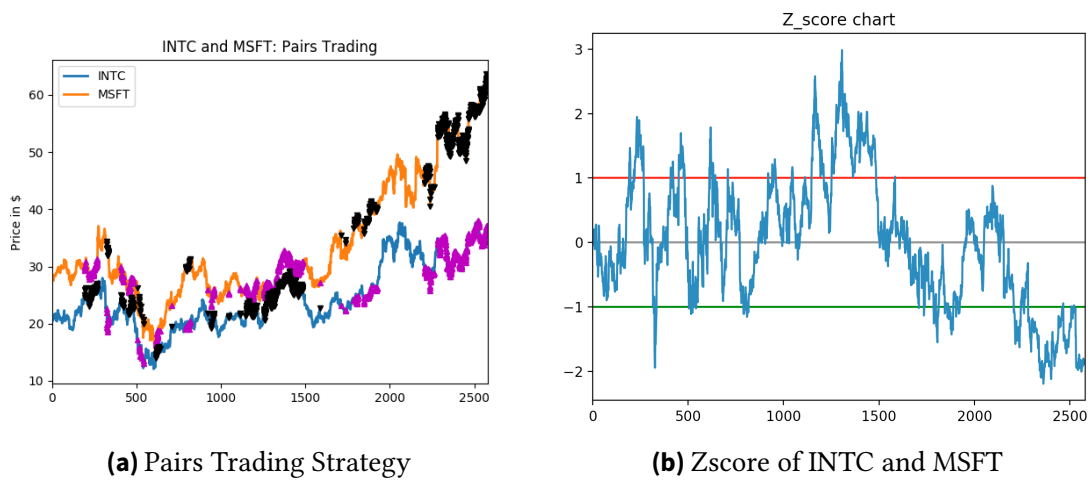 INTC and MSFT: Pairs Trading
INTC
MSFT
Price in $
60
50
40
30
20
10
0 500 1000 1500 2000 2500
(a) Pairs Trading Strategy
Z_score chart
3
2
1
0
−1
−2
0 500 1000 1500 2000 2500
(b) Zscore of INTC and MSFT